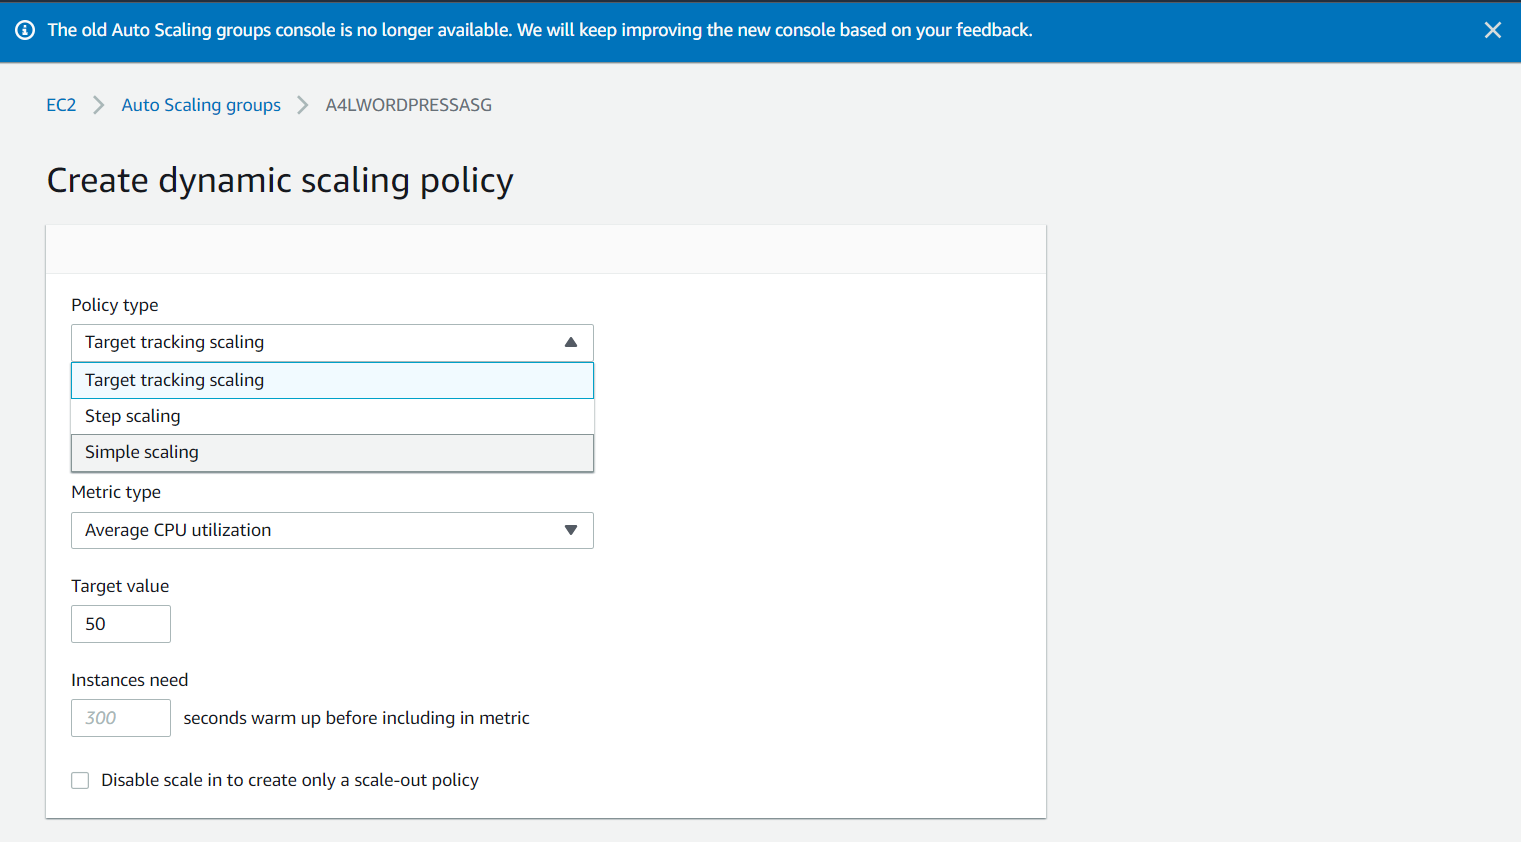 The old Auto Scaling groups console is no longer available. We will keep improving the new console based on your feedback.
EC2 > Auto Scaling groups > A4LWORDPRESSASG
Create dynamic scaling policy
Policy type
Target tracking scaling
Target tracking scaling
Step scaling
Simple scaling
Metric type
Average CPU utilization
Target value
50
Instances need
300 seconds warm up before including in metric
Disable scale in to create only a scale-out policy